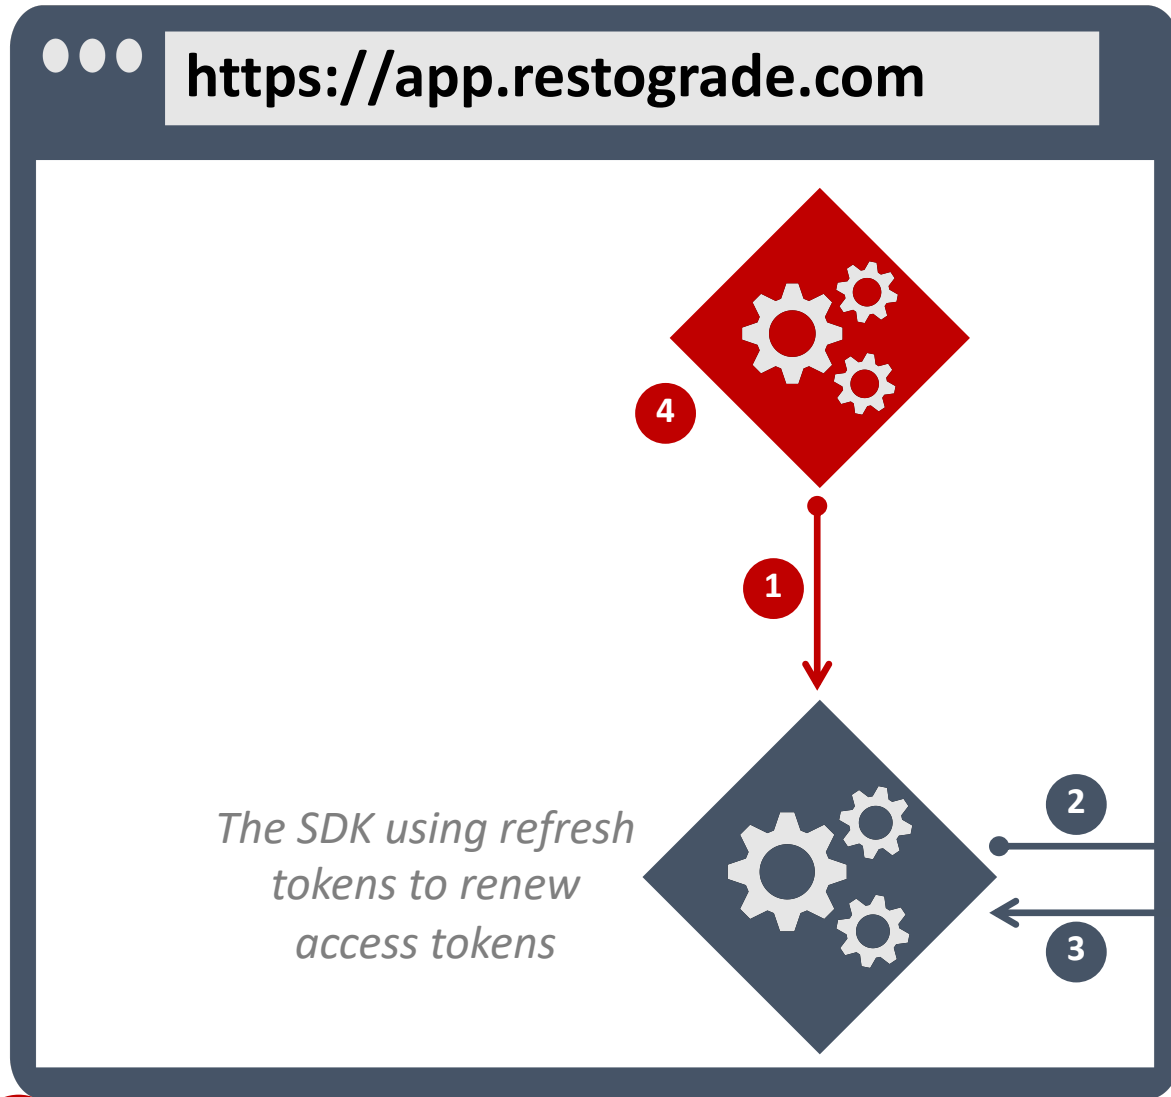 https://app.restograde.com
4
1
2
The SDK using refresh
tokens to renew
access tokens
3